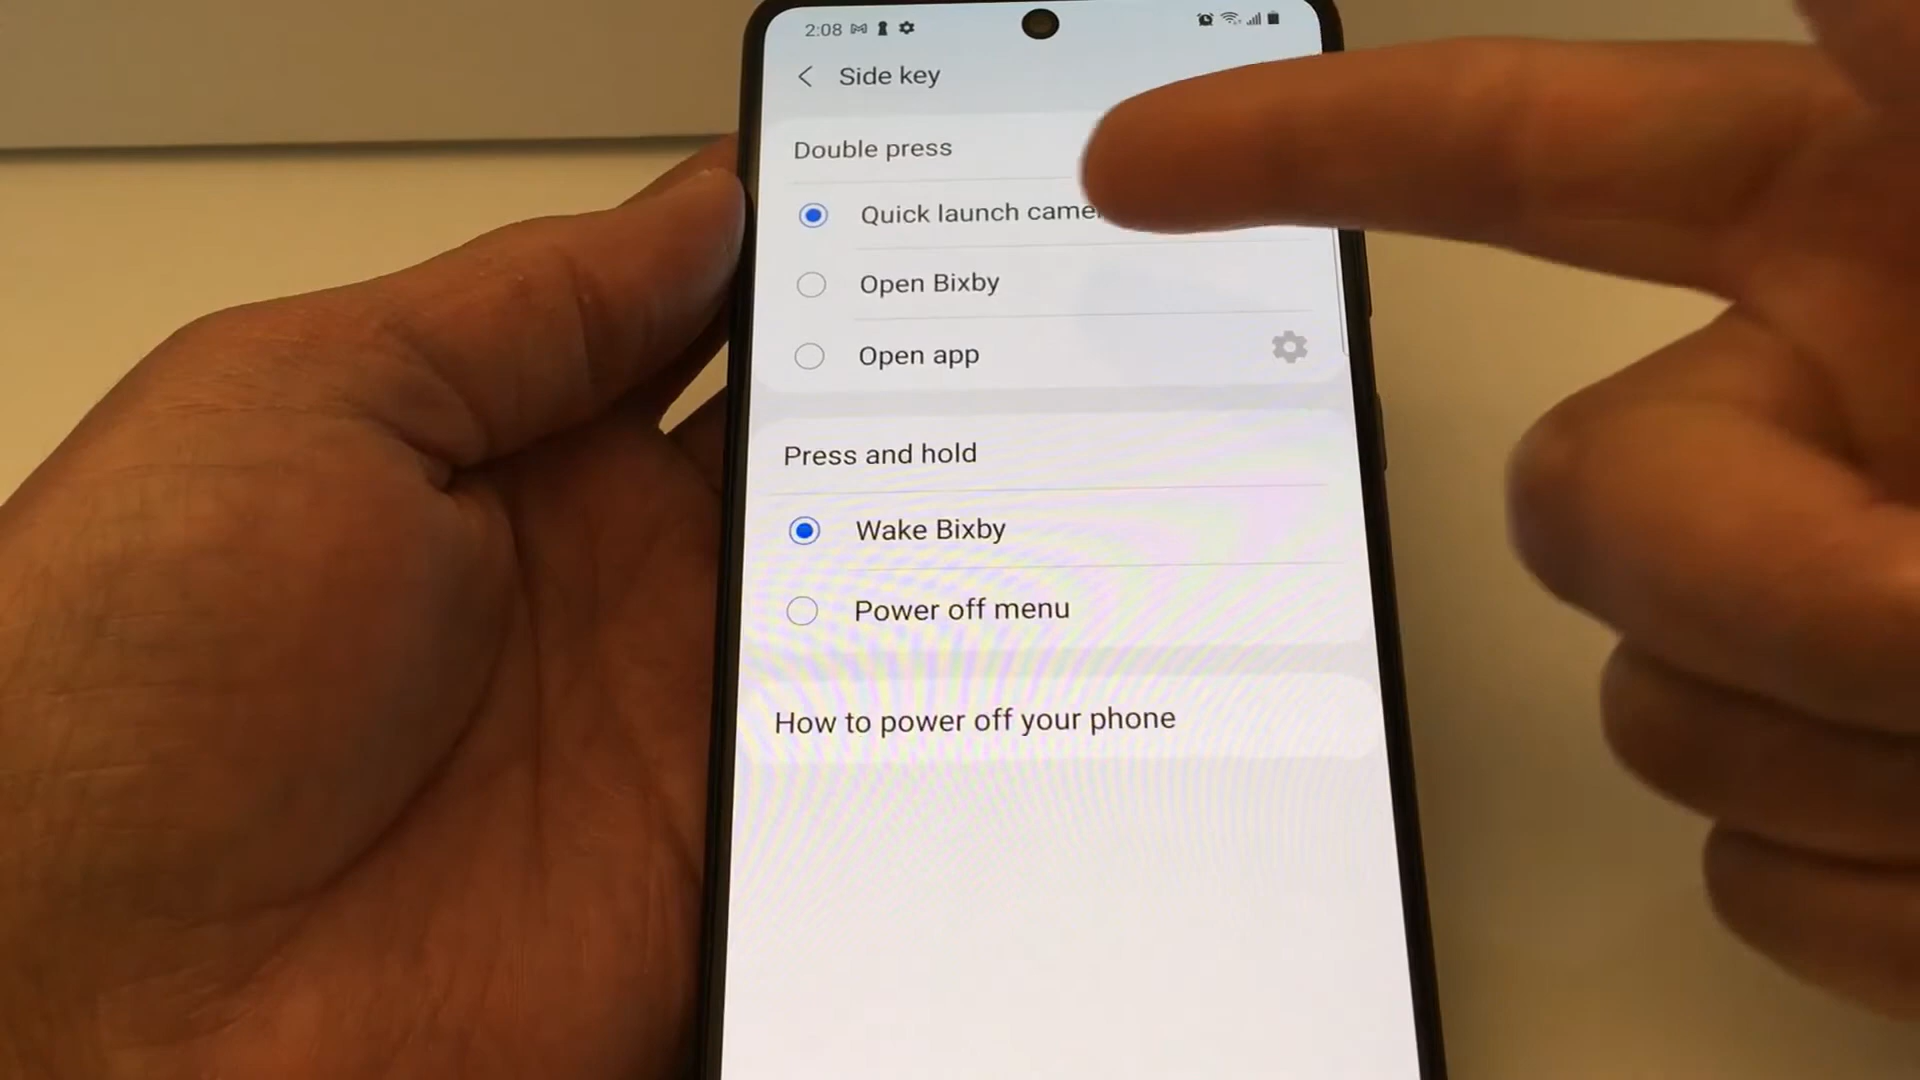 2:08
Side key
Double press
Quick launch came
Open Bixby
Open app
Press and hold
Wake Bixby
Power off menu
How to power off your phone